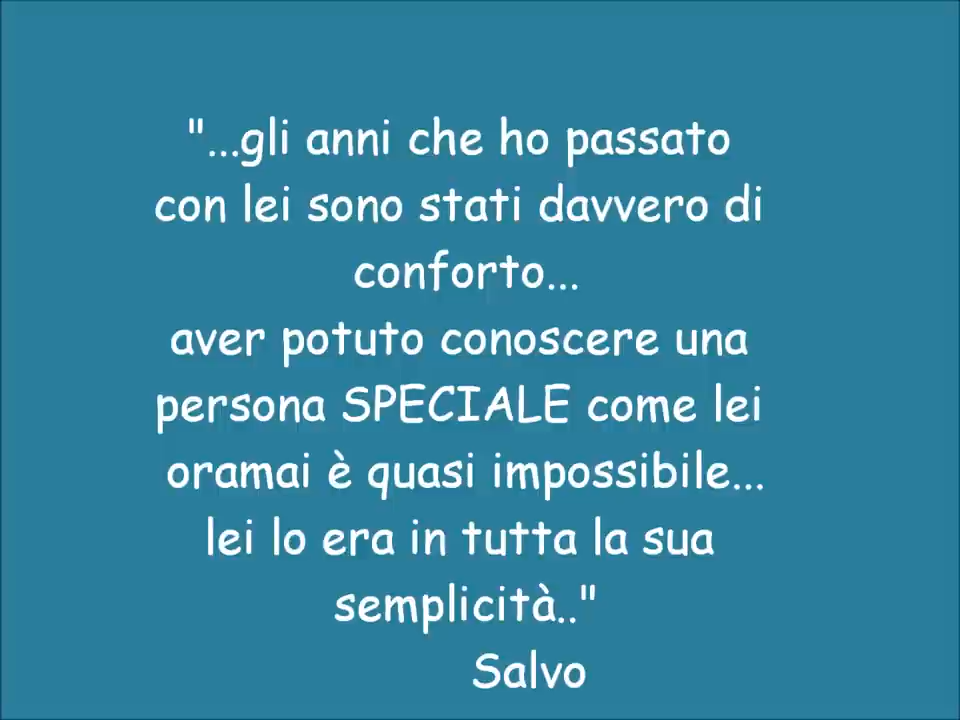 "...gli anni che ho passato
con lei sono stati davvero di
conforto...
aver potuto conoscere una
persona SPECIALE come lei
oramai è quasi impossibile...
lei lo era in tutta la sua
semplicità.."
Salvo